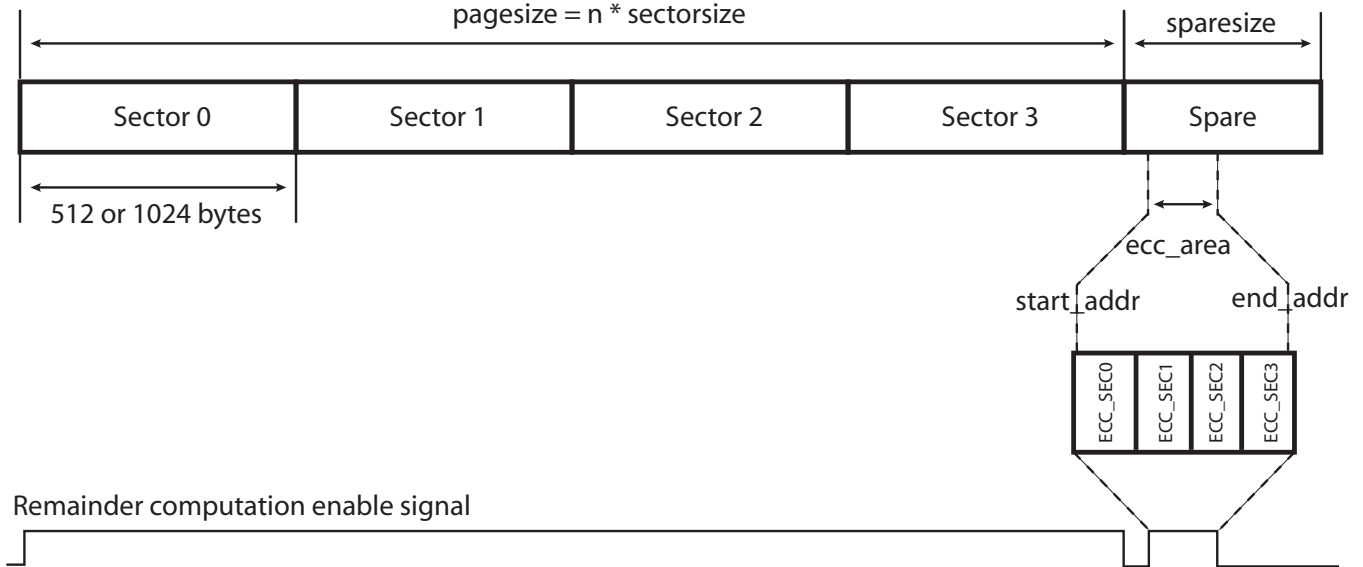 pagesize = n * sectorsize
sparesize
Sector 0
Sector 1
Sector 2
Sector 3
Spare
512 or 1024 bytes
ecc_area
start_addr
end_addr
ECC_SEC0
ECC_SEC1
ECC_SEC2
ECC_SEC3
Remainder computation enable signal